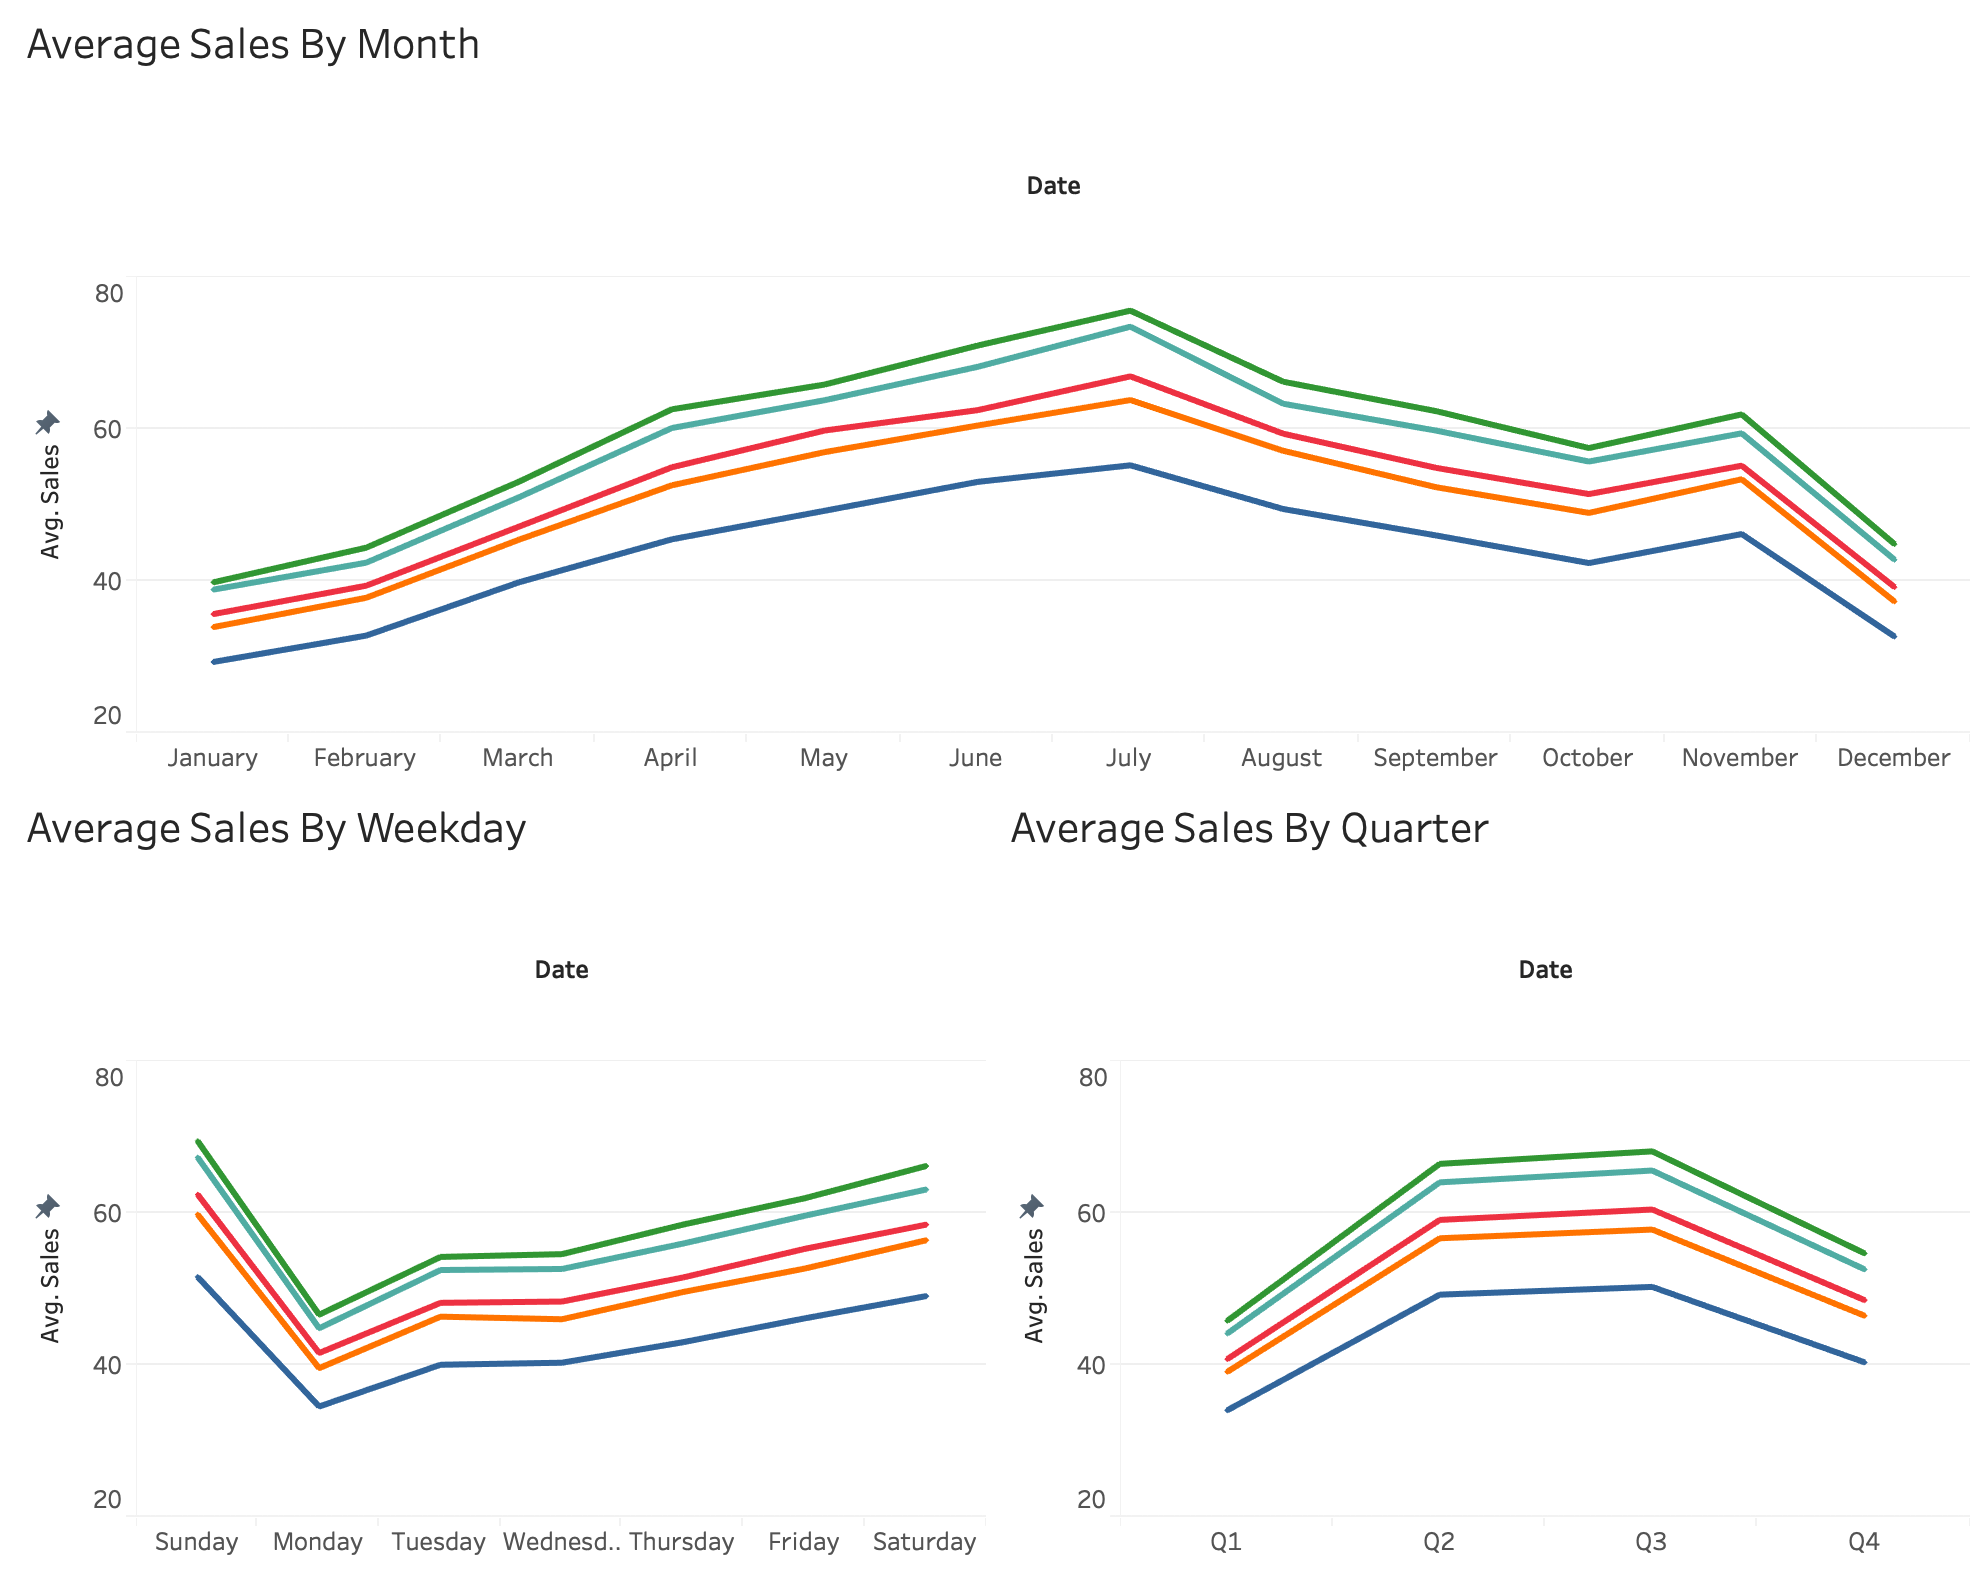 Average Sales By Month
Date
80
60
40
20
Avg. Sales
January February March April May June July August September October November December
Average Sales By Weekday
Date
80
60
40
20
Avg. Sales
Sunday Monday Tuesday Wednesd.. Thursday Friday Saturday
Average Sales By Quarter
Date
80
60
40
20
Avg. Sales
Q1 Q2 Q3 Q4